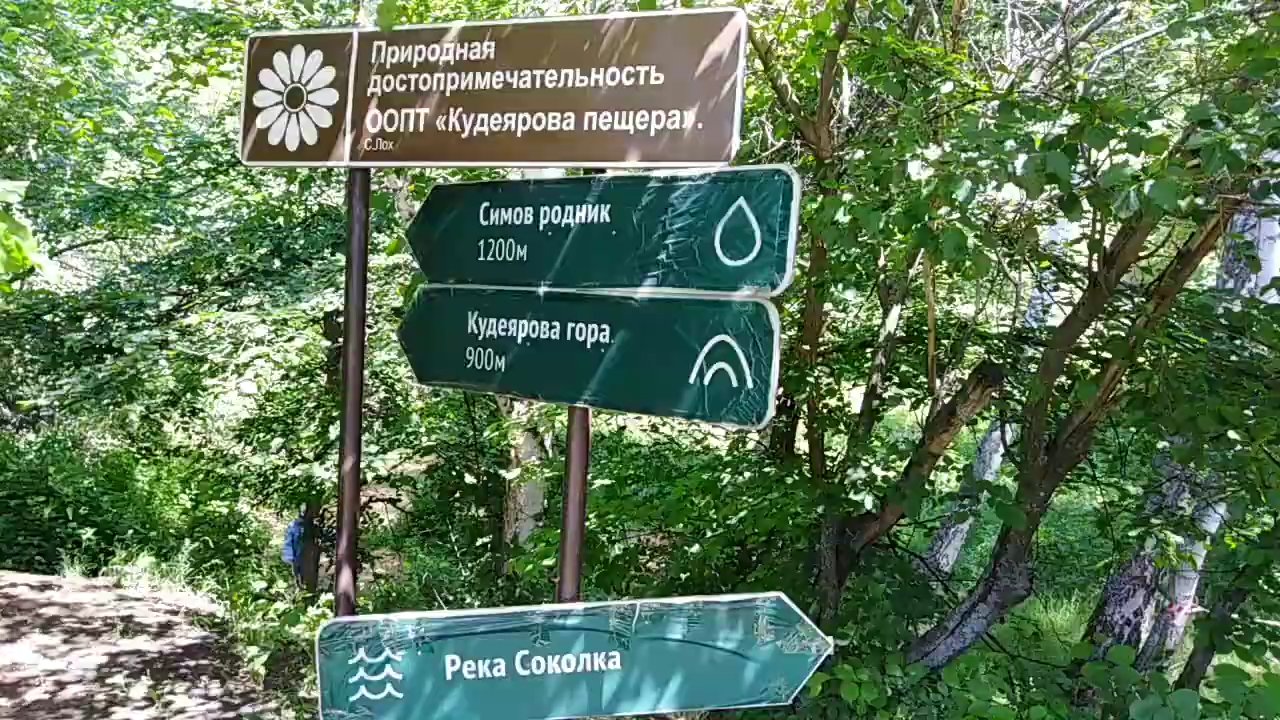 Природная
достопримечательность
ООПТ «Кудеярова пещера».
С.Лох
Симов родник
1200м
Кудеярова гора
900м
Река Соколка